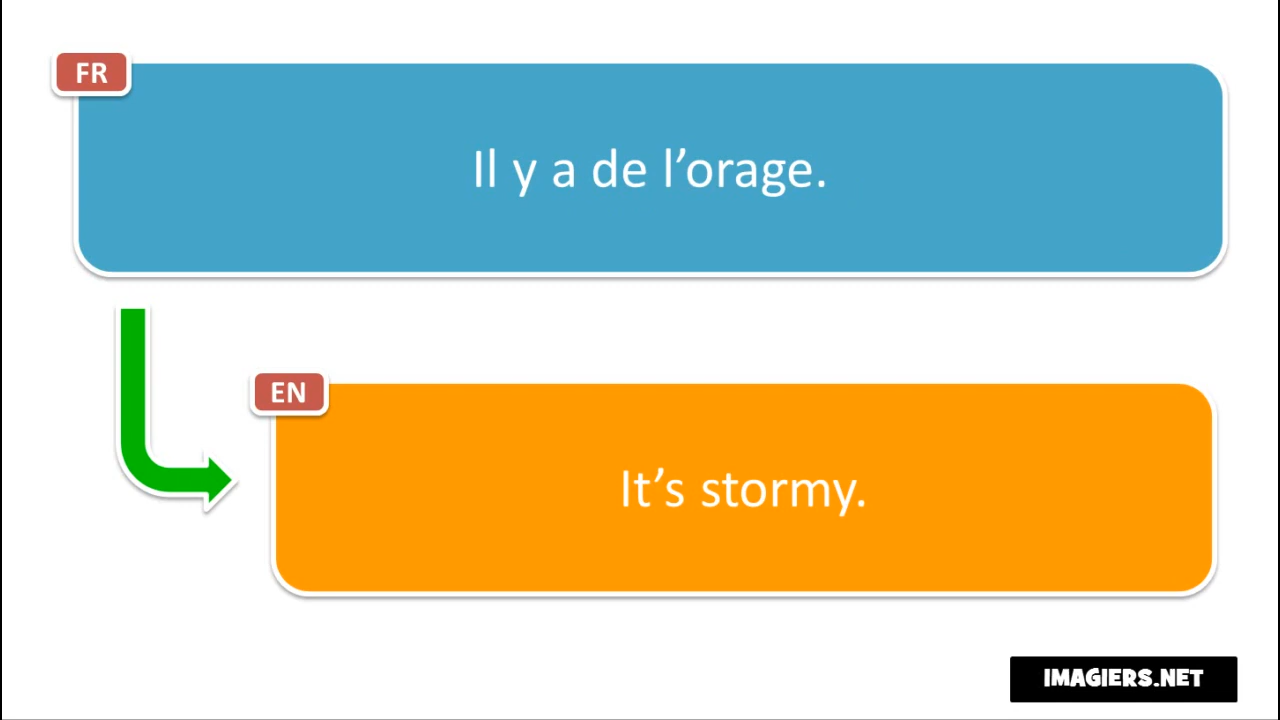 FR
Il y a de l’orage.
EN
It’s stormy.
IMAGIERS.NET